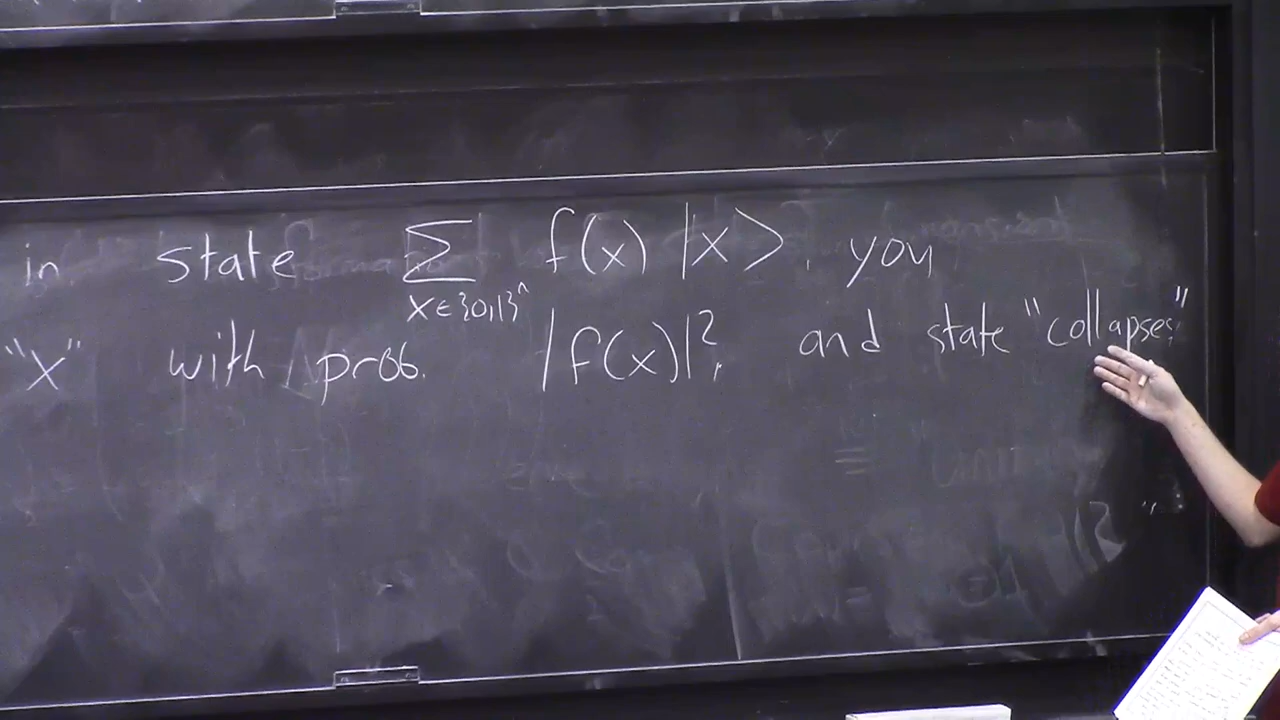 in state ∑ f(x) |x>, you
x∈{0,1}ⁿ
"x" with prob. |f(x)|², and state "collapses"